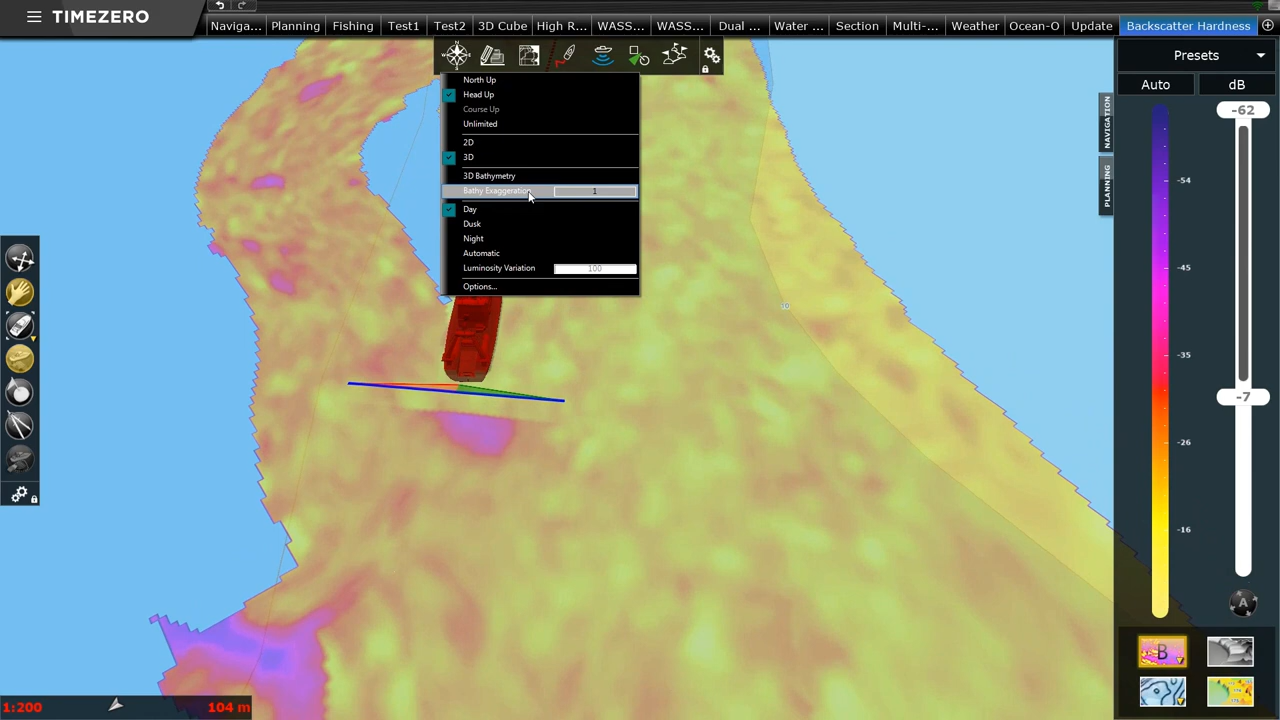 TIMEZERO
Naviga... Planning Fishing Test1 Test2 3D Cube High R... WASS... WASS... Dual ... Water ... Section Multi-... Weather Ocean-O Update Backscatter Hardness
Presets
Auto dB
North Up
Head Up
Course Up
Unlimited
2D
3D
3D Bathymetry
Bathy Exaggeration 1
Day
Dusk
Night
Automatic
Luminosity Variation 100
Options...
NAVIGATION
PLANNING
-62
-54
-45
-35
-7
-26
-16
A
B
1:200 104 m